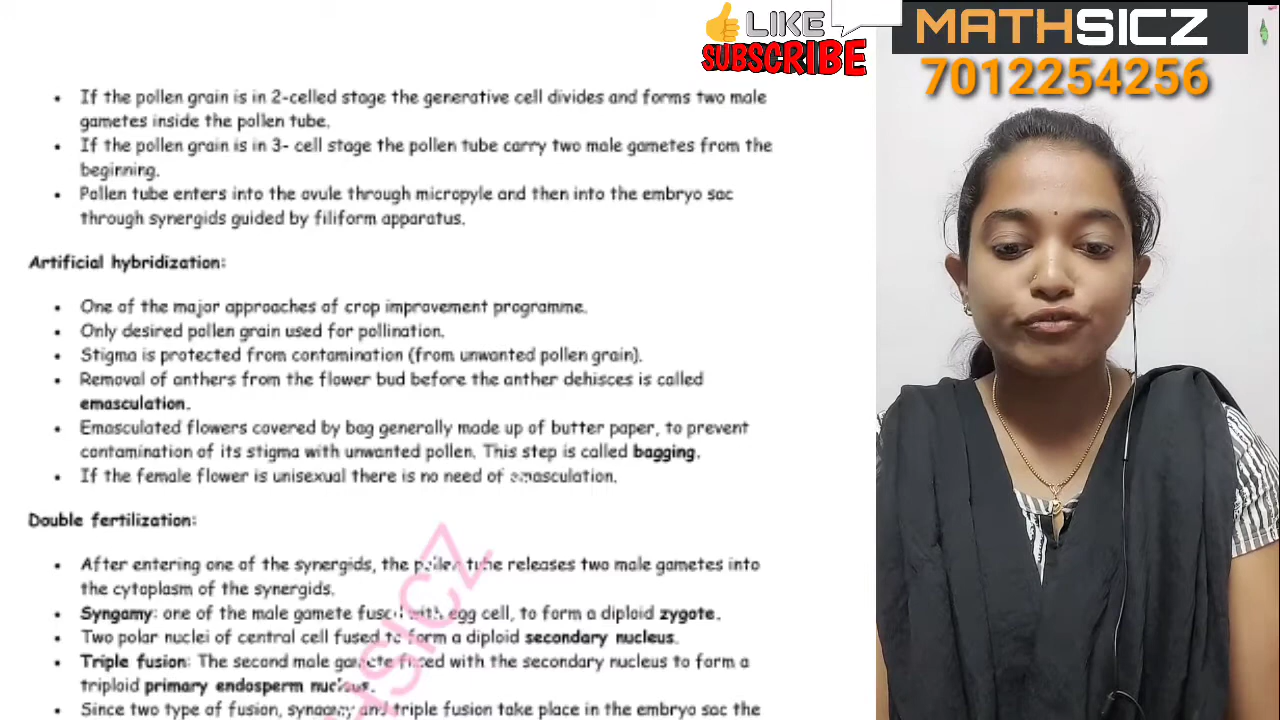 LIKE
SUBSCRIBE
MATHSICZ
7012254256
• If the pollen grain is in 2-celled stage the generative cell divides and forms two male
gametes inside the pollen tube.
• If the pollen grain is in 3- cell stage the pollen tube carry two male gametes from the
beginning.
• Pollen tube enters into the ovule through micropyle and then into the embryo sac
through synergids guided by filiform apparatus.
Artificial hybridization:
• One of the major approaches of crop improvement programme.
• Only desired pollen grain used for pollination.
• Stigma is protected from contamination (from unwanted pollen grain).
• Removal of anthers from the flower bud before the anther dehisces is called
emasculation.
• Emasculated flowers covered by bag generally made up of butter paper, to prevent
contamination of its stigma with unwanted pollen. This step is called bagging.
• If the female flower is unisexual there is no need of emasculation.
Double fertilization:
• After entering one of the synergids, the pollen tube releases two male gametes into
the cytoplasm of the synergids.
• Syngamy: one of the male gamete fused with egg cell, to form a diploid zygote.
• Two polar nuclei of central cell fused to form a diploid secondary nucleus.
• Triple fusion: The second male gamete fused with the secondary nucleus to form a
triploid primary endosperm nucleus.
• Since two type of fusion, syngamy and triple fusion take place in the embryo sac the
HSICZ